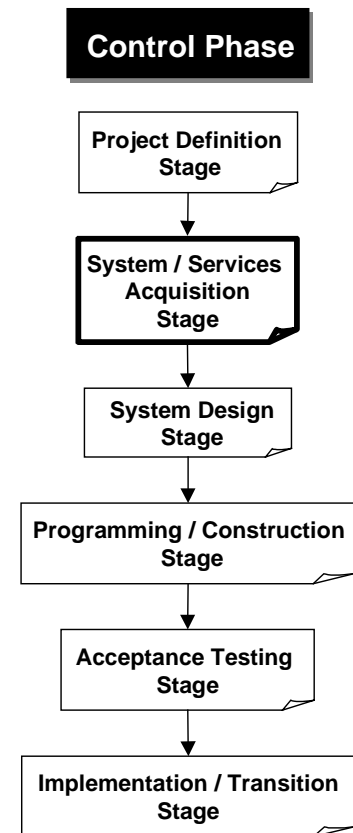 Control Phase
Project Definition
Stage
System / Services
Acquisition
Stage
System Design
Stage
Programming / Construction
Stage
Acceptance Testing
Stage
Implementation / Transition
Stage